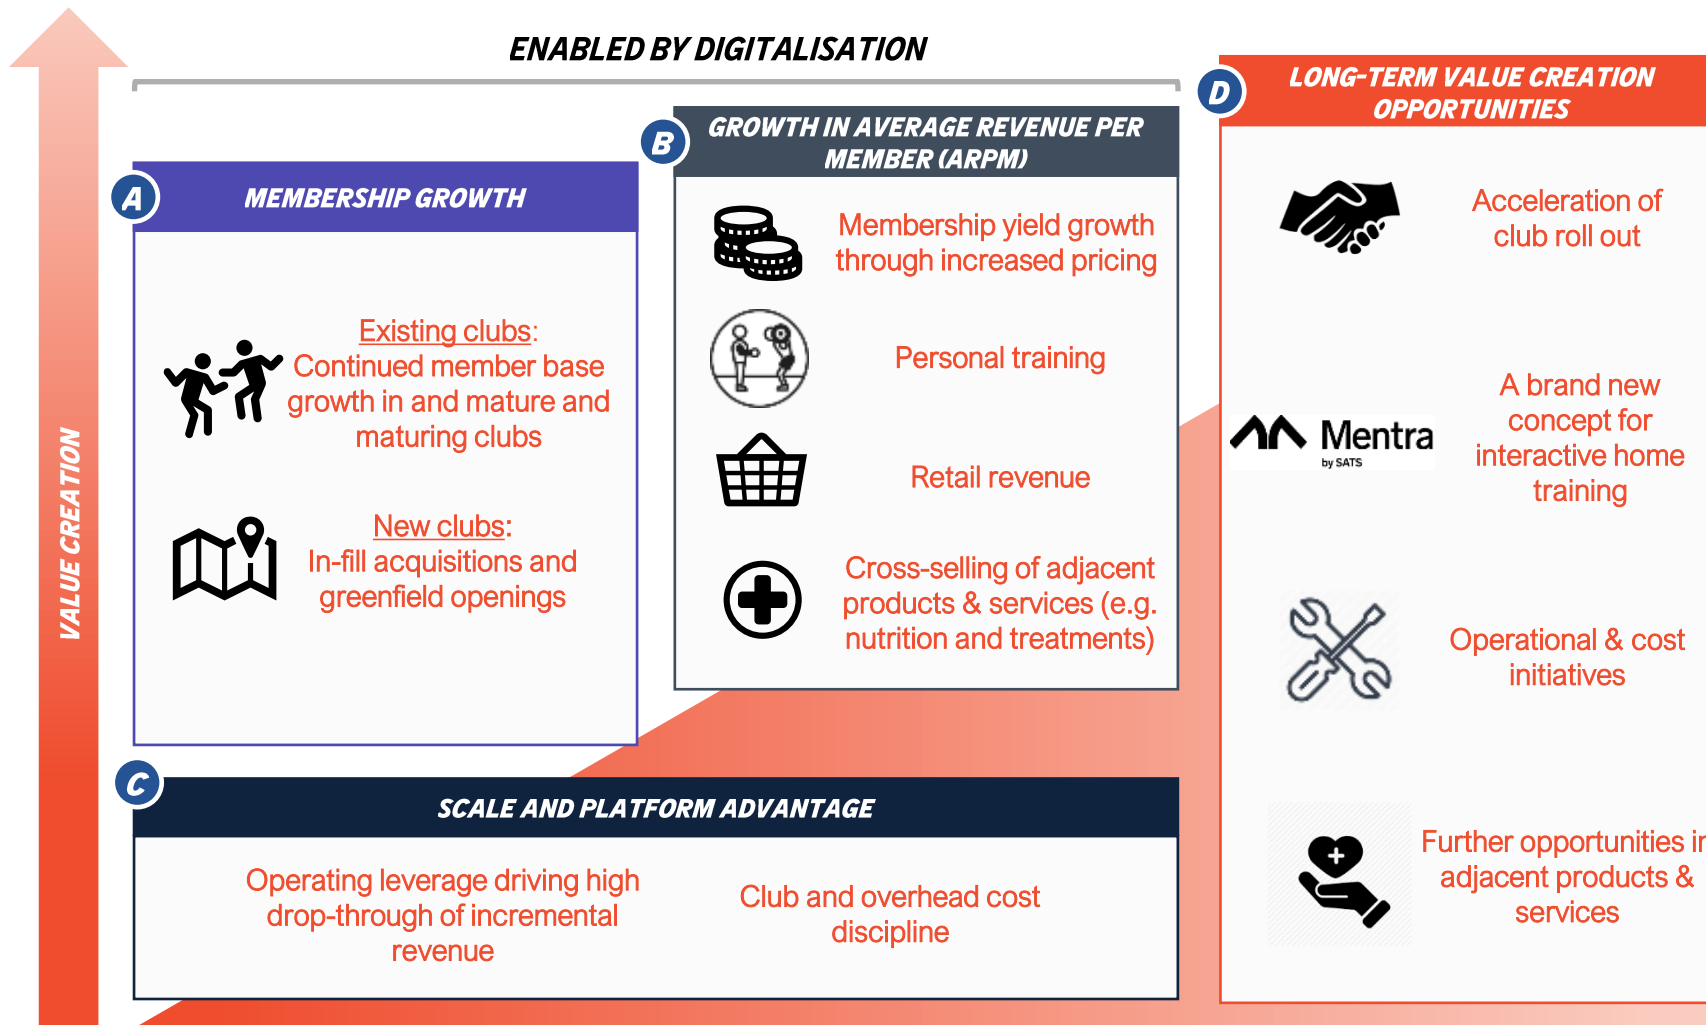 ENABLED BY DIGITALISATION
VALUE CREATION
A
MEMBERSHIP GROWTH
Existing clubs:
Continued member base
growth in and mature and
maturing clubs
New clubs:
In-fill acquisitions and
greenfield openings
B
GROWTH IN AVERAGE REVENUE PER
MEMBER (ARPM)
Membership yield growth
through increased pricing
Personal training
Retail revenue
Cross-selling of adjacent
products & services (e.g.
nutrition and treatments)
C
SCALE AND PLATFORM ADVANTAGE
Operating leverage driving high
drop-through of incremental
revenue
Club and overhead cost
discipline
D
LONG-TERM VALUE CREATION
OPPORTUNITIES
Acceleration of
club roll out
Mentra
by SATS
A brand new
concept for
interactive home
training
Operational & cost
initiatives
Further opportunities in
adjacent products &
services